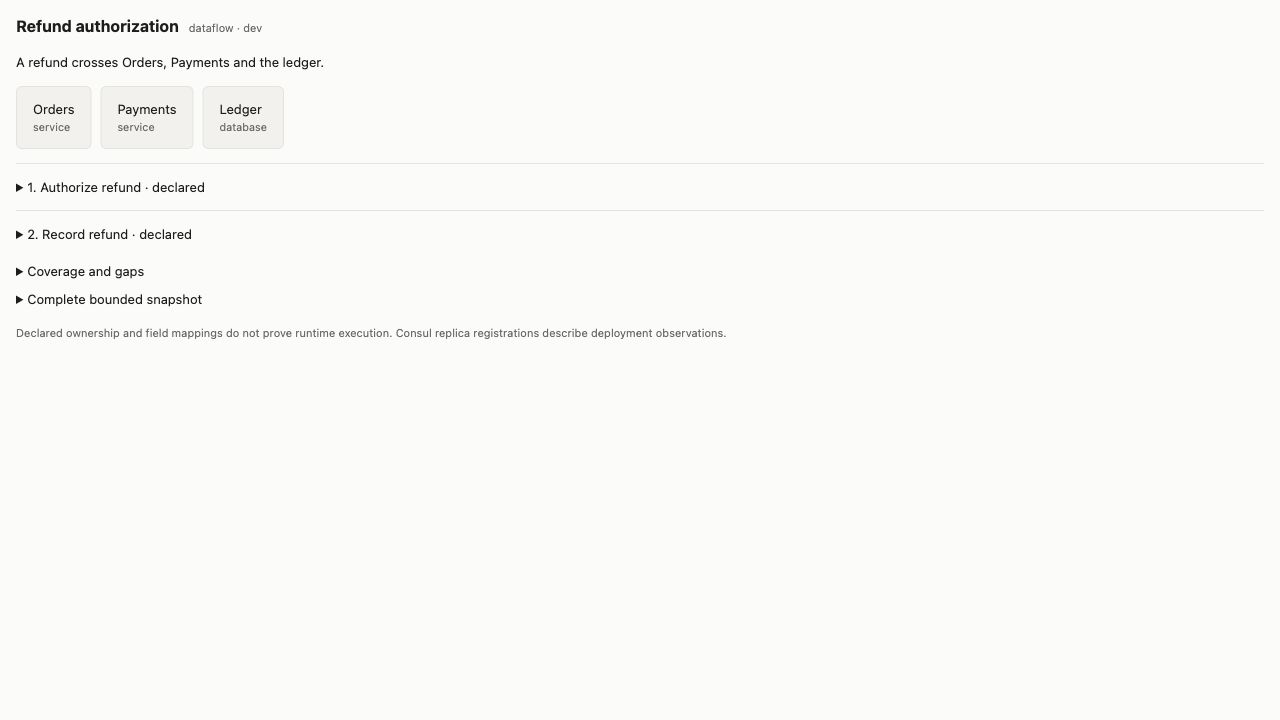 Refund authorization dataflow · dev
A refund crosses Orders, Payments and the ledger.
Orders
service
Payments
service
Ledger
database
1. Authorize refund · declared
2. Record refund · declared
Coverage and gaps
Complete bounded snapshot
Declared ownership and field mappings do not prove runtime execution. Consul replica registrations describe deployment observations.